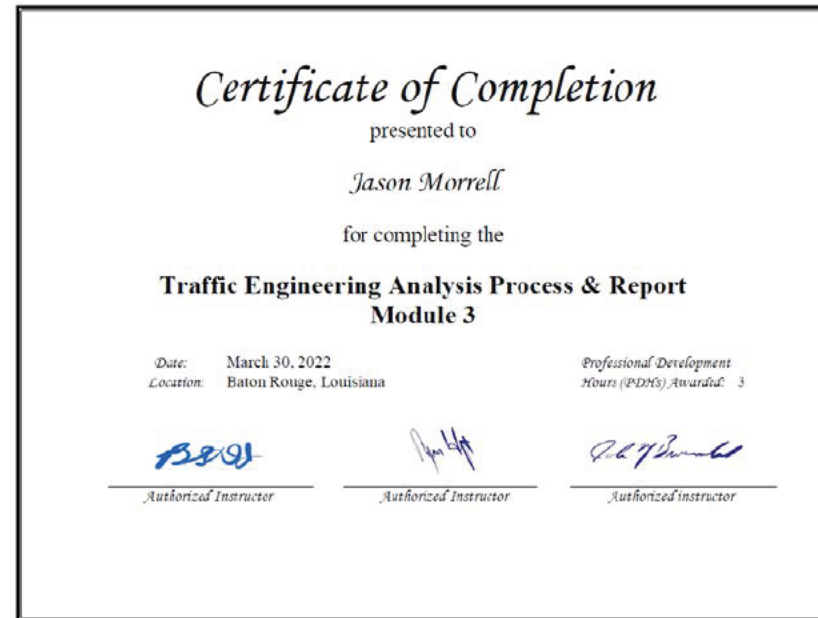 Certificate of Completion
presented to
Jason Morrell
for completing the
Traffic Engineering Analysis Process & Report
Module 3
Date: March 30, 2022
Location: Baton Rouge, Louisiana
Professional Development
Hours (PDHs) Awarded: 3
Authorized Instructor
Authorized Instructor
Authorized instructor